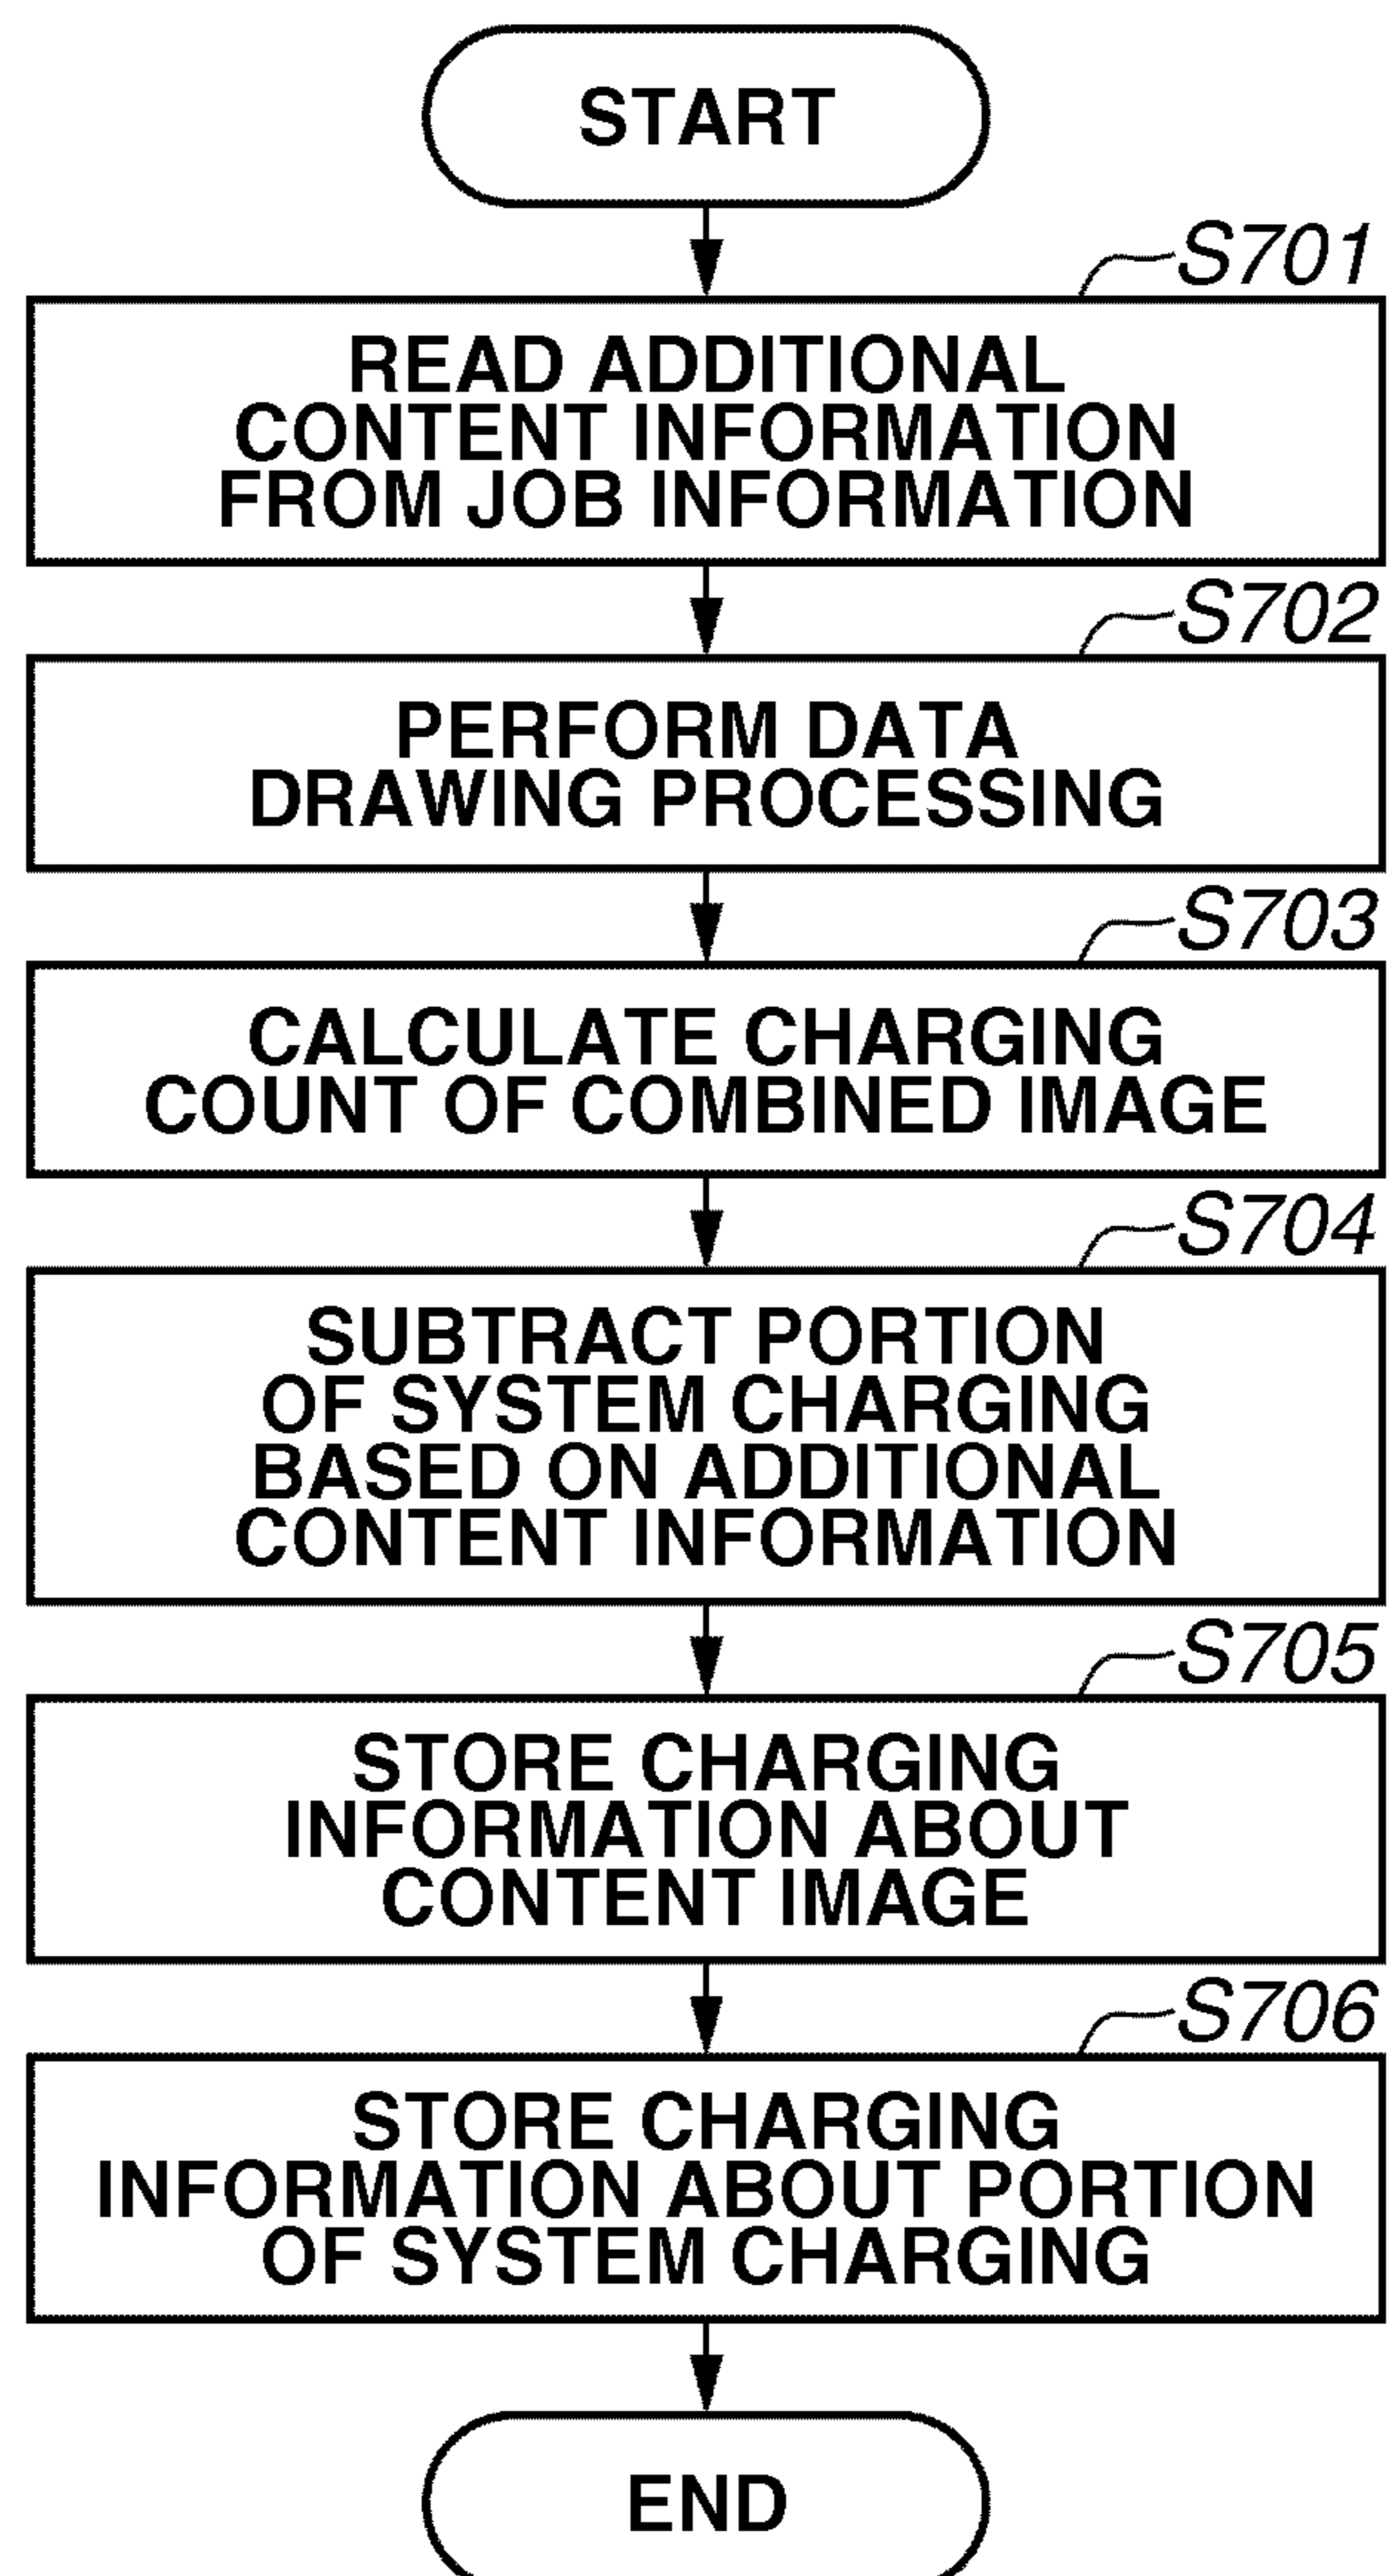 START
S701
READ ADDITIONAL
CONTENT INFORMATION
FROM JOB INFORMATION
S702
PERFORM DATA
DRAWING PROCESSING
S703
CALCULATE CHARGING
COUNT OF COMBINED IMAGE
S704
SUBTRACT PORTION
OF SYSTEM CHARGING
BASED ON ADDITIONAL
CONTENT INFORMATION
S705
STORE CHARGING
INFORMATION ABOUT
CONTENT IMAGE
S706
STORE CHARGING
INFORMATION ABOUT PORTION
OF SYSTEM CHARGING
END